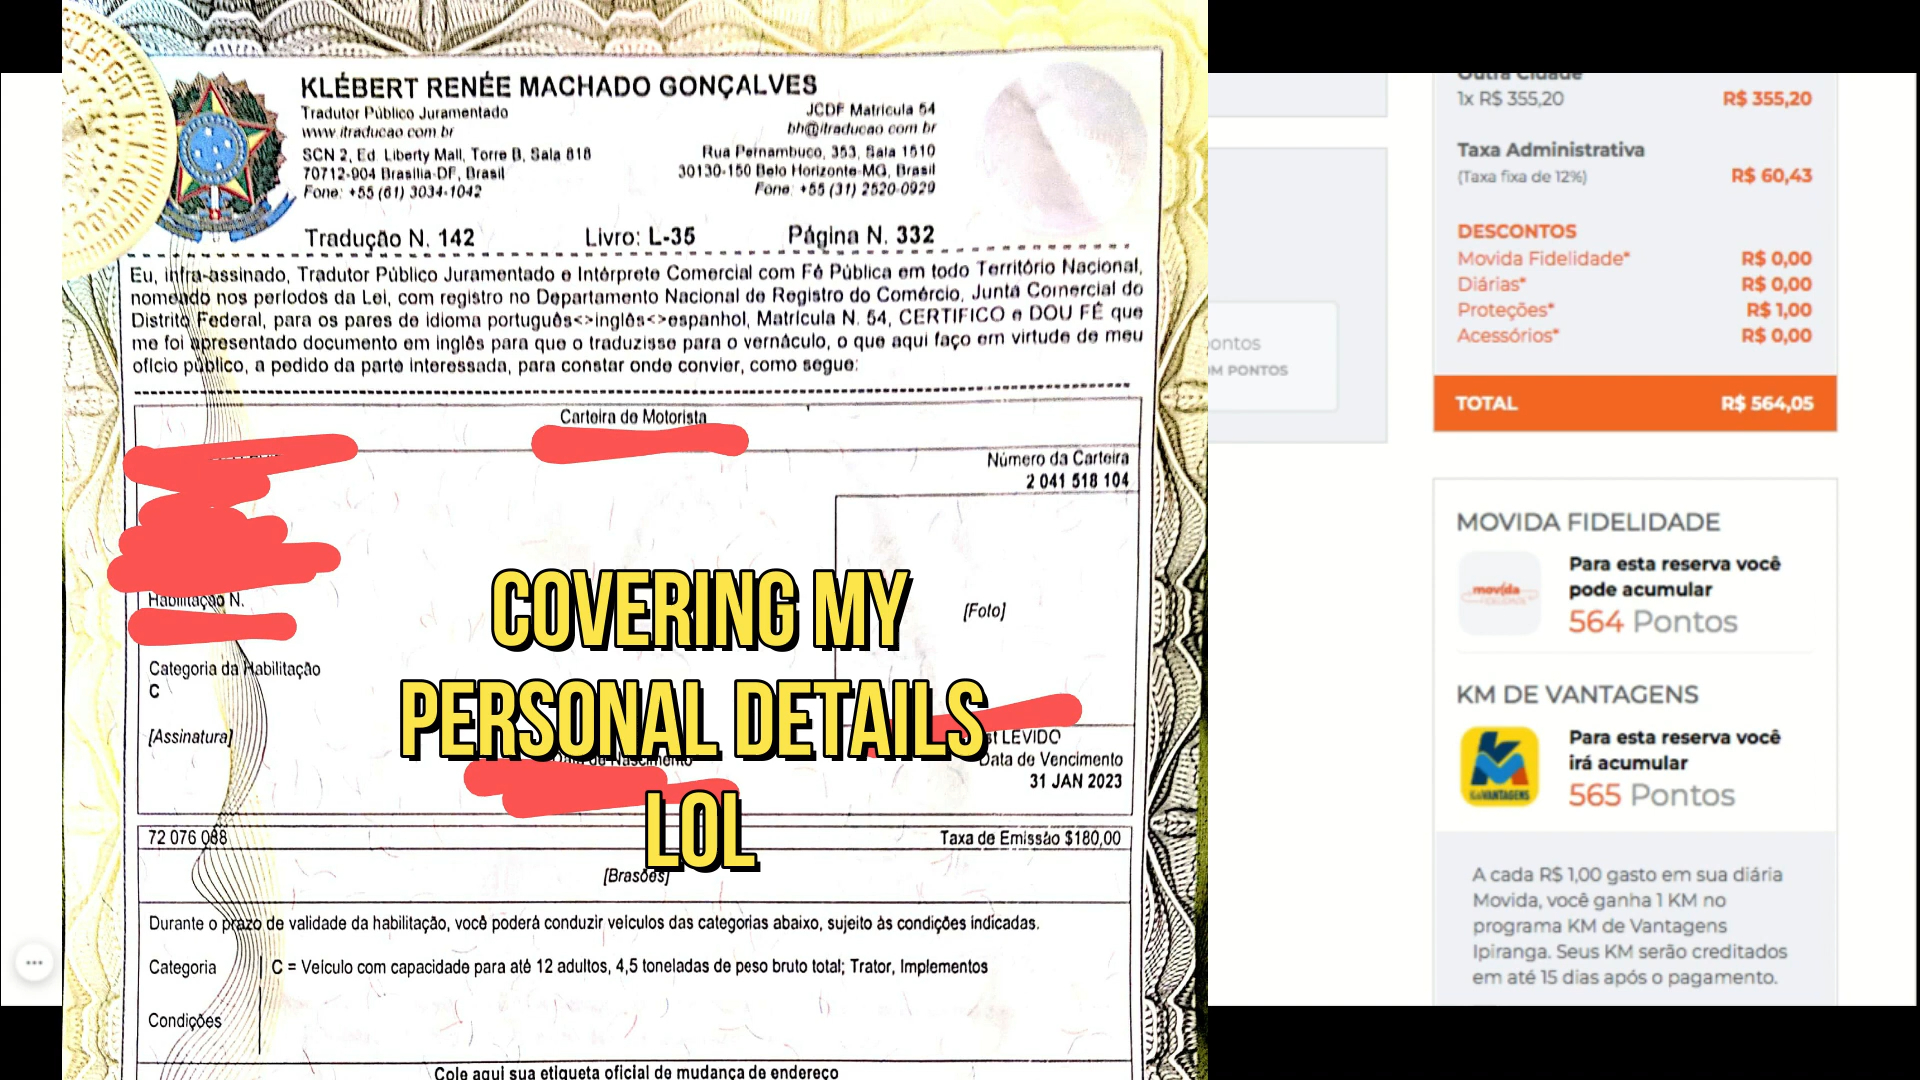 KLÉBERT RENÉE MACHADO GONÇALVES
Tradutor Público Juramentado
www.itraducao.com.br
SCN 2, Ed. Liberty Mall, Torre B, Sala 818
70712-904 Brasília-DF, Brasil
Fone: +55 (61) 3034-1042
JCDF Matrícula 54
bh@itraducao.com.br
Rua Pernambuco, 353, Sala 1510
30130-150 Belo Horizonte-MG, Brasil
Fone: +55 (31) 2520-0929
Tradução N. 142 Livro: L-35 Página N. 332
Eu, infra-assinado, Tradutor Público Juramentado e Intérprete Comercial com Fé Pública em todo Território Nacional,
nomeado nos períodos da Lei, com registro no Departamento Nacional de Registro do Comércio, Junta Comercial do
Distrito Federal, para os pares de idioma português<>inglês<>espanhol, Matrícula N. 54, CERTIFICO e DOU FÉ que
me foi apresentado documento em inglês para que o traduzisse para o vernáculo, o que aqui faço em virtude de meu
ofício público, a pedido da parte interessada, para constar onde convier, como segue:
Carteira de Motorista
Número da Carteira
2 041 518 104
[Foto]
Habilitação N.
Categoria da Habilitação
C
[Assinatura]
COVERING MY
PERSONAL DETAILS
LOL
LEVIDO
Data de Nascimento
Data de Vencimento
31 JAN 2023
72 076 088
Taxa de Emissão $180,00
[Brasões]
Durante o prazo de validade da habilitação, você poderá conduzir veículos das categorias abaixo, sujeito às condições indicadas.
Categoria C = Veículo com capacidade para até 12 adultos, 4,5 toneladas de peso bruto total; Trator, Implementos
Condições
Cole aqui sua etiqueta oficial de mudança de endereço
ontos
OM PONTOS
Outra Cidade
1x R$ 355,20 R$ 355,20
Taxa Administrativa
(Taxa fixa de 12%) R$ 60,43
DESCONTOS
Movida Fidelidade* R$ 0,00
Diárias* R$ 0,00
Proteções* R$ 1,00
Acessórios* R$ 0,00
TOTAL R$ 564,05
MOVIDA FIDELIDADE
movida
FIDELIDADE
Para esta reserva você
pode acumular
564 Pontos
KM DE VANTAGENS
KMDEVANTAGENS
Para esta reserva você
irá acumular
565 Pontos
A cada R$ 1,00 gasto em sua diária
Movida, você ganha 1 KM no
programa KM de Vantagens
Ipiranga. Seus KM serão creditados
em até 15 dias após o pagamento.